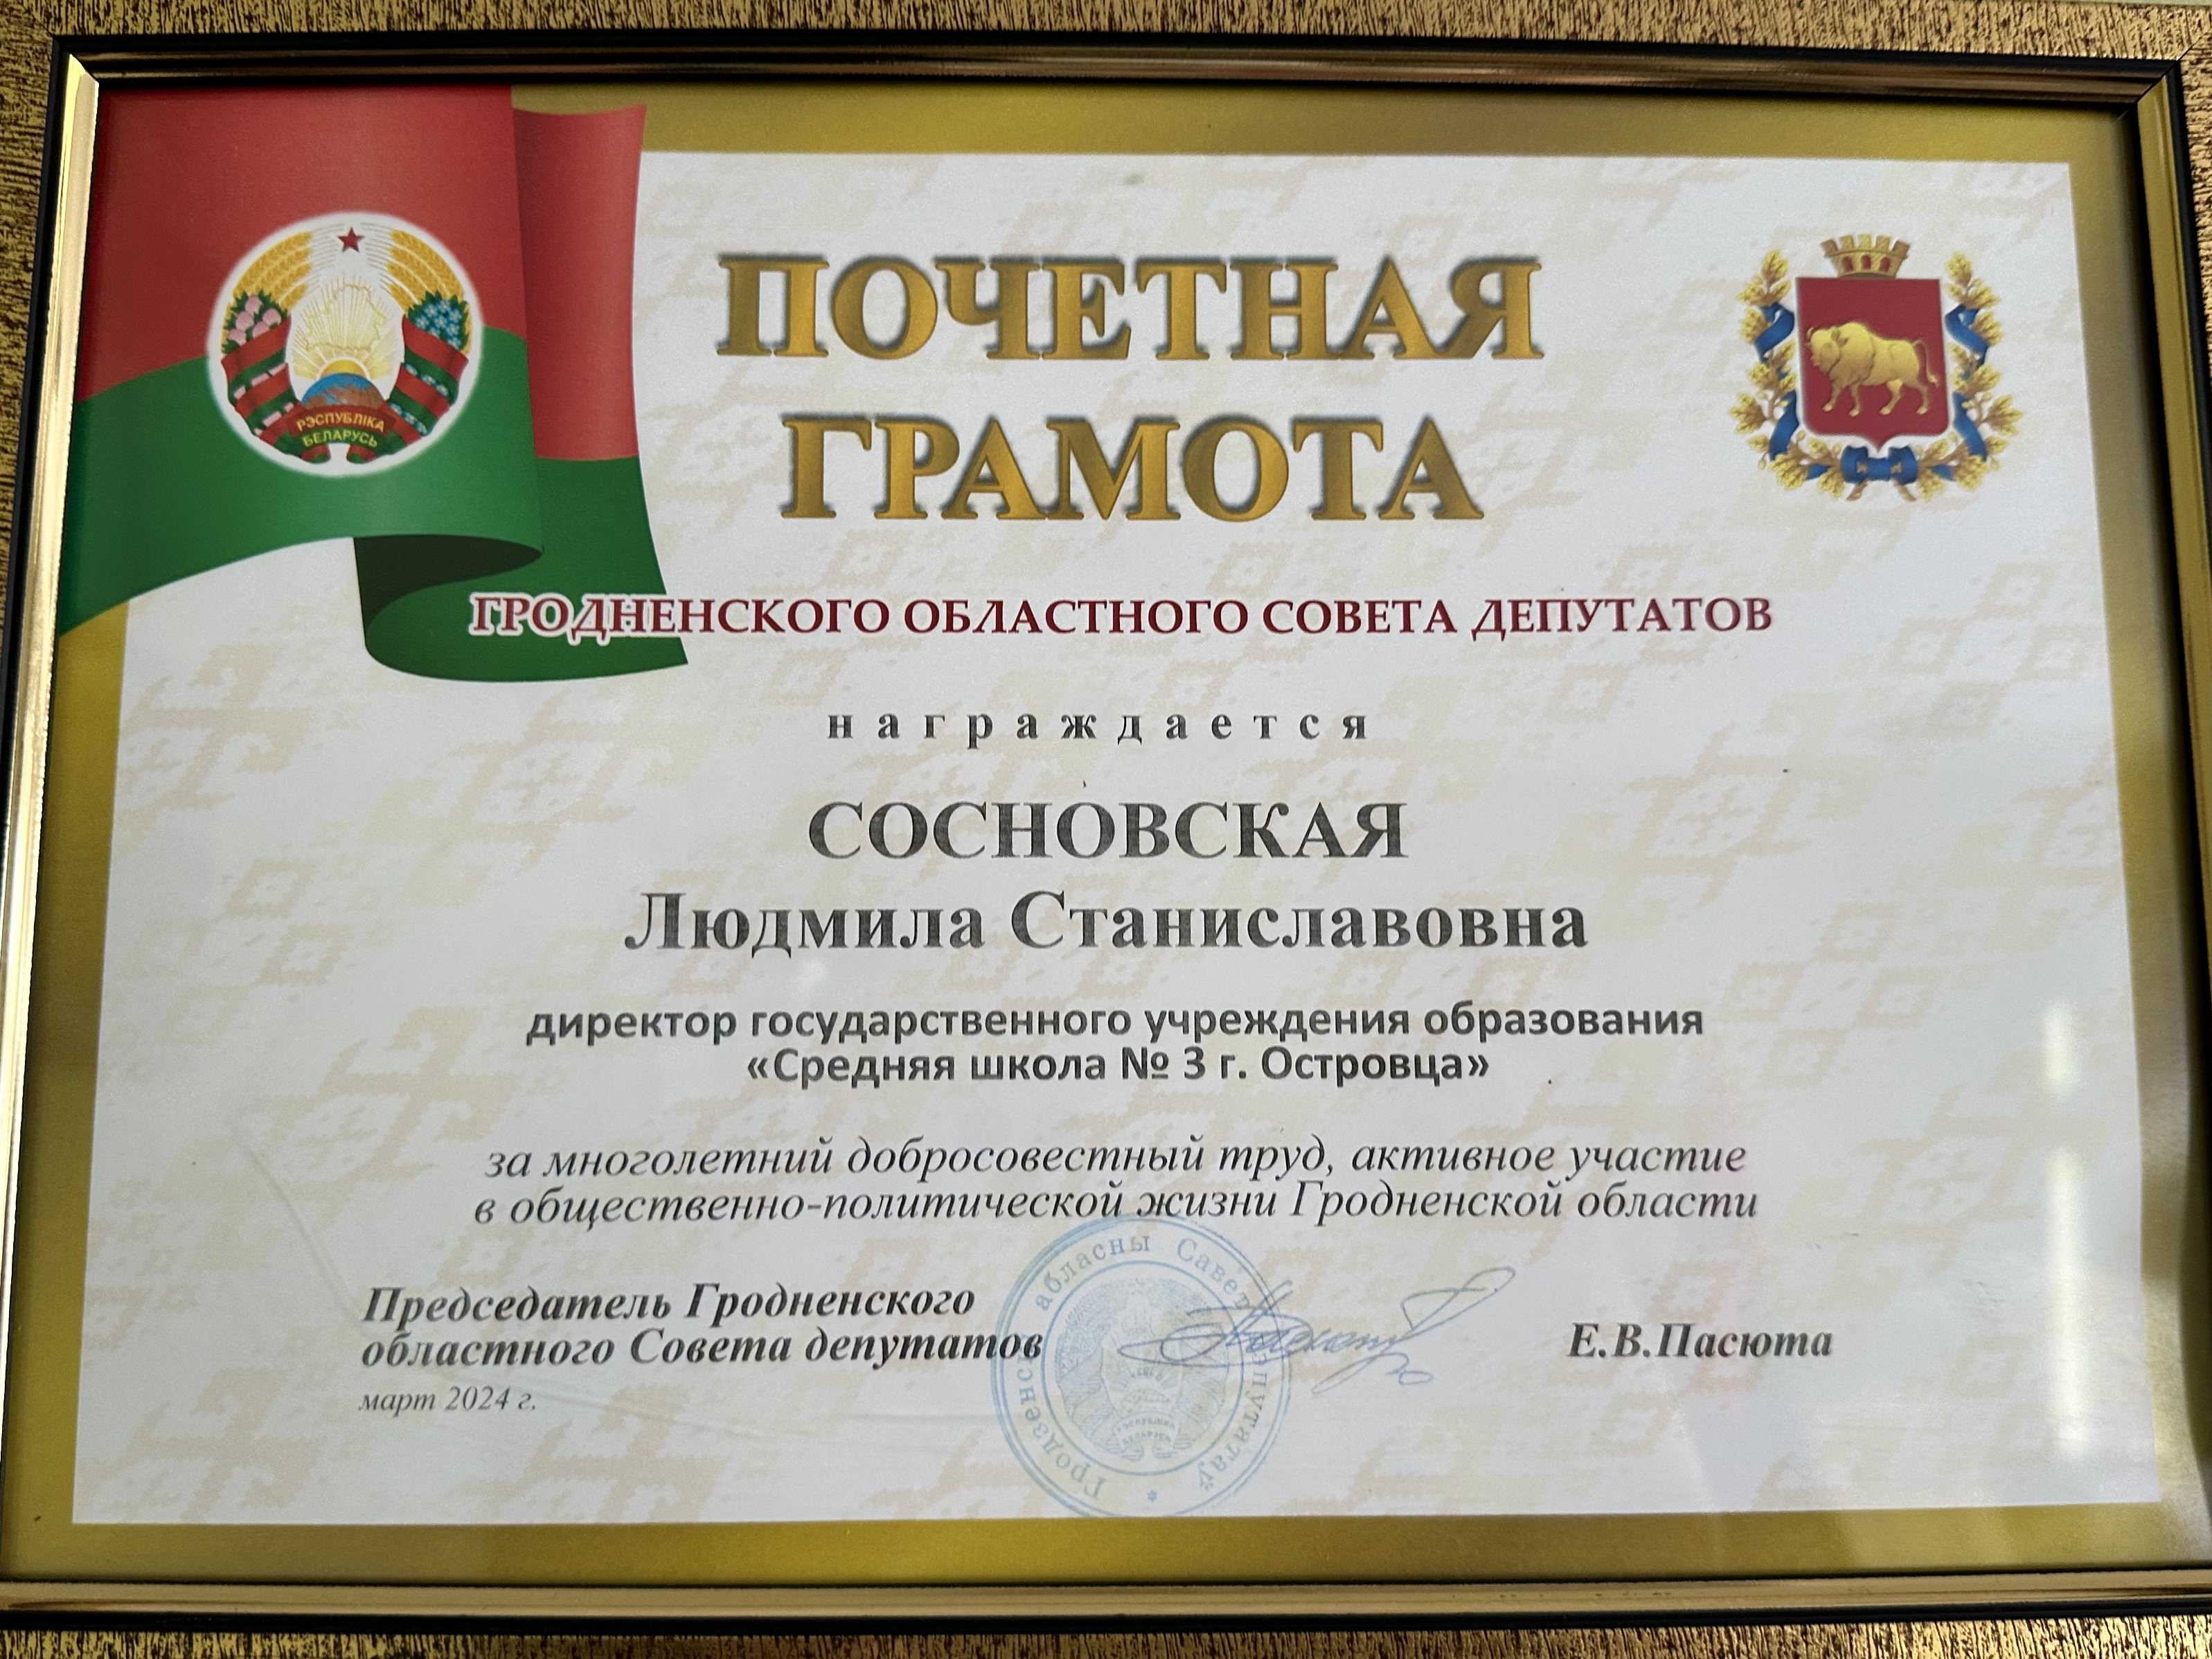 РЭСПУБЛІКА
БЕЛАРУСЬ
ПОЧЕТНАЯ
ГРАМОТА
ГРОДНЕНСКОГО ОБЛАСТНОГО СОВЕТА ДЕПУТАТОВ
награждается
СОСНОВСКАЯ
Людмила Станиславовна
директор государственного учреждения образования
«Средняя школа № 3 г. Островца»
за многолетний добросовестный труд, активное участие
в общественно-политической жизни Гродненской области
Председатель Гродненского
областного Совета депутатов
Е.В.Пасюта
март 2024 г.
Гродзенскі абласны Савет дэпутатаў